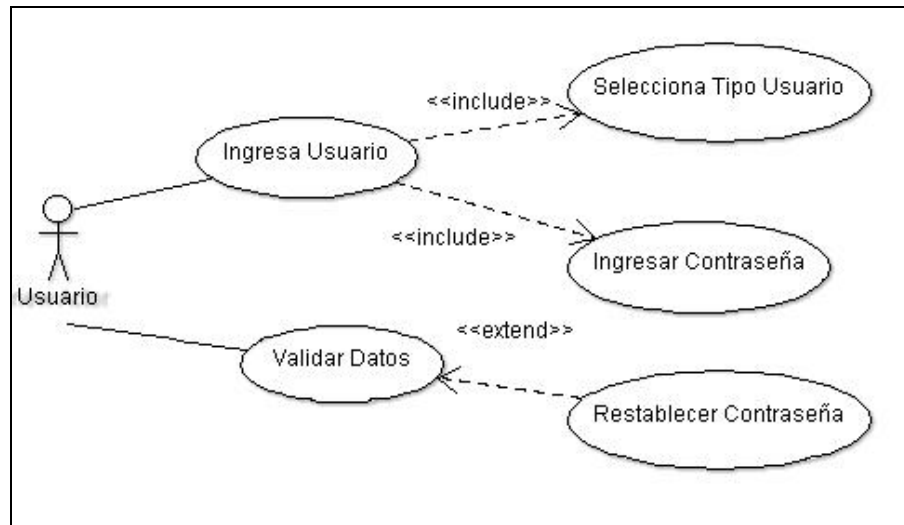 Selecciona Tipo Usuario
<<include>>
Ingresa Usuario
<<include>>
Ingresar Contraseña
Usuario
<<extend>>
Validar Datos
Restablecer Contraseña